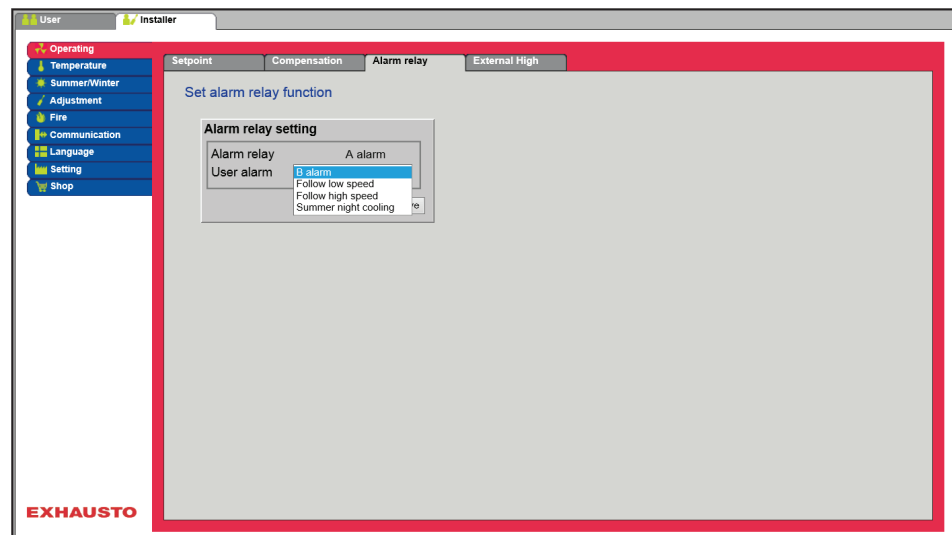 User
Installer
Operating
Temperature
Summer/Winter
Adjustment
Fire
Communication
Language
Setting
Shop
Setpoint
Compensation
Alarm relay
External High
Set alarm relay function
Alarm relay setting
Alarm relay A alarm
User alarm B alarm
Follow low speed
Follow high speed
Summer night cooling
EXHAUSTO